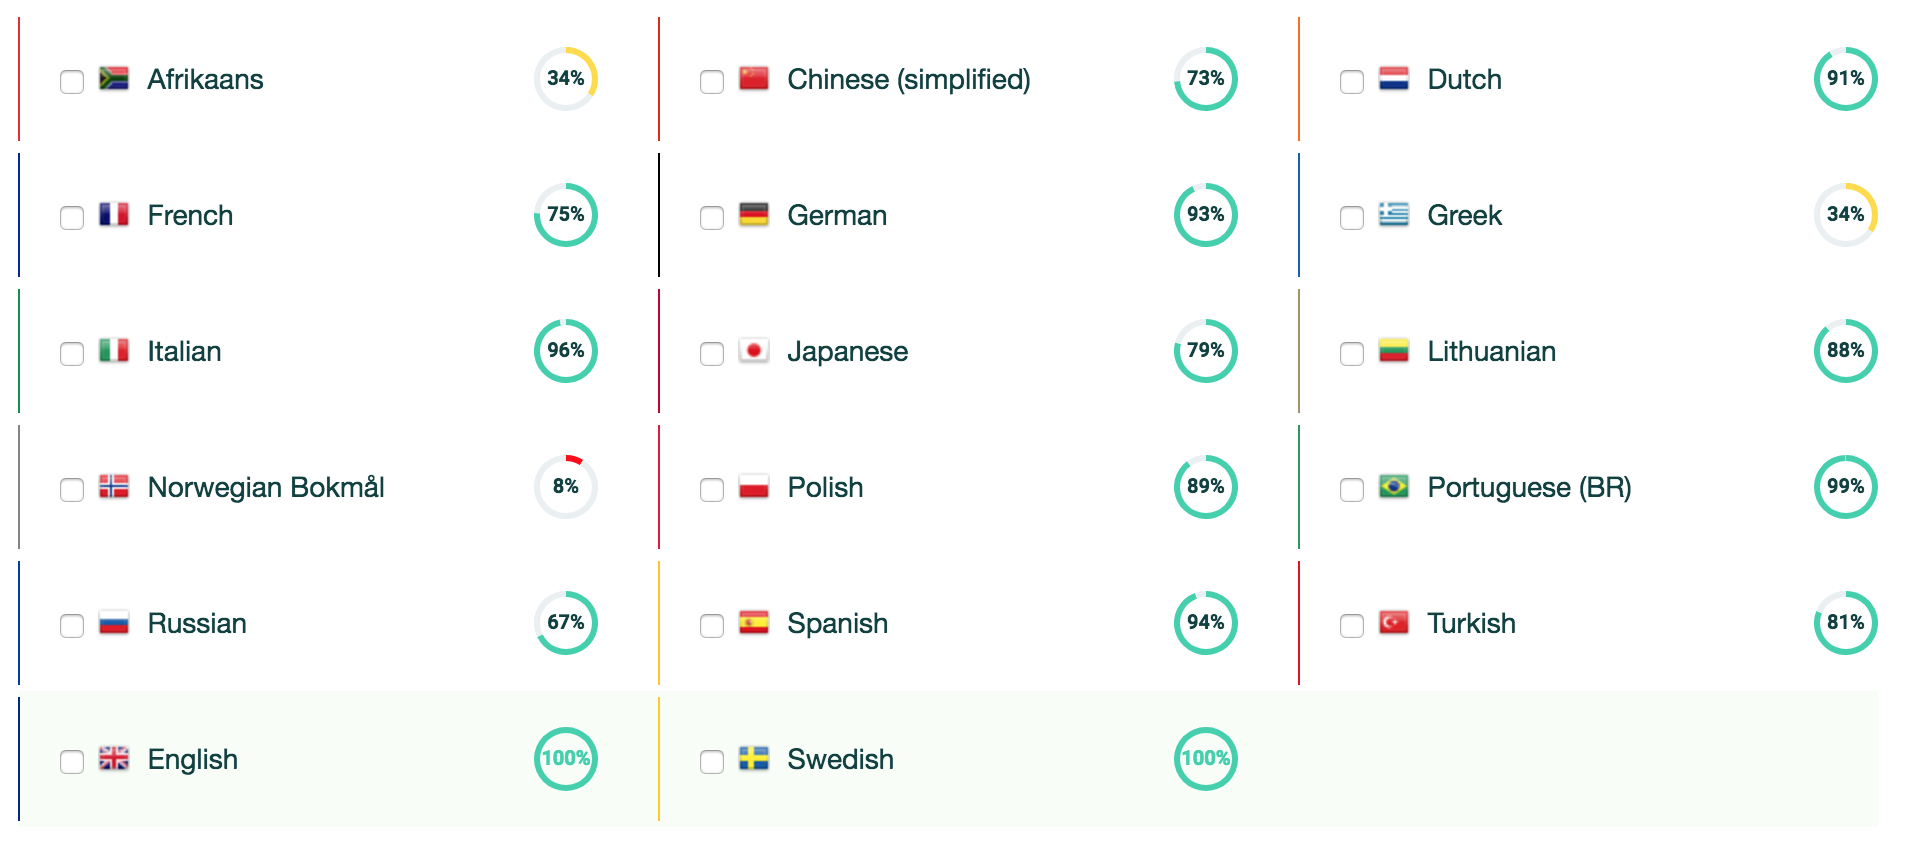 Afrikaans 34%
Chinese (simplified) 73%
Dutch 91%
French 75%
German 93%
Greek 34%
Italian 96%
Japanese 79%
Lithuanian 88%
Norwegian Bokmål 8%
Polish 89%
Portuguese (BR) 99%
Russian 67%
Spanish 94%
Turkish 81%
English 100%
Swedish 100%